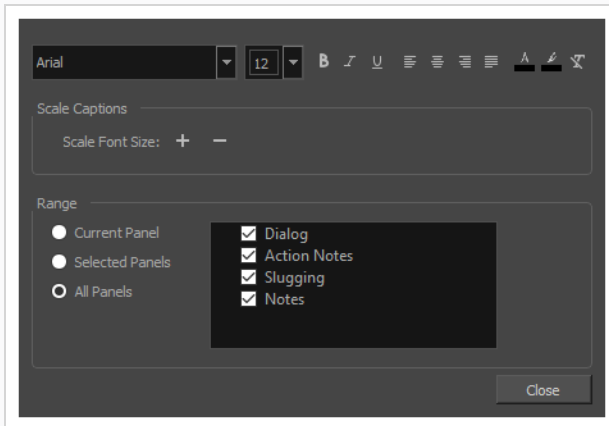 Arial 12 B I U A T
Scale Captions
Scale Font Size: + −
Range
Current Panel
Selected Panels
All Panels
Dialog
Action Notes
Slugging
Notes
Close